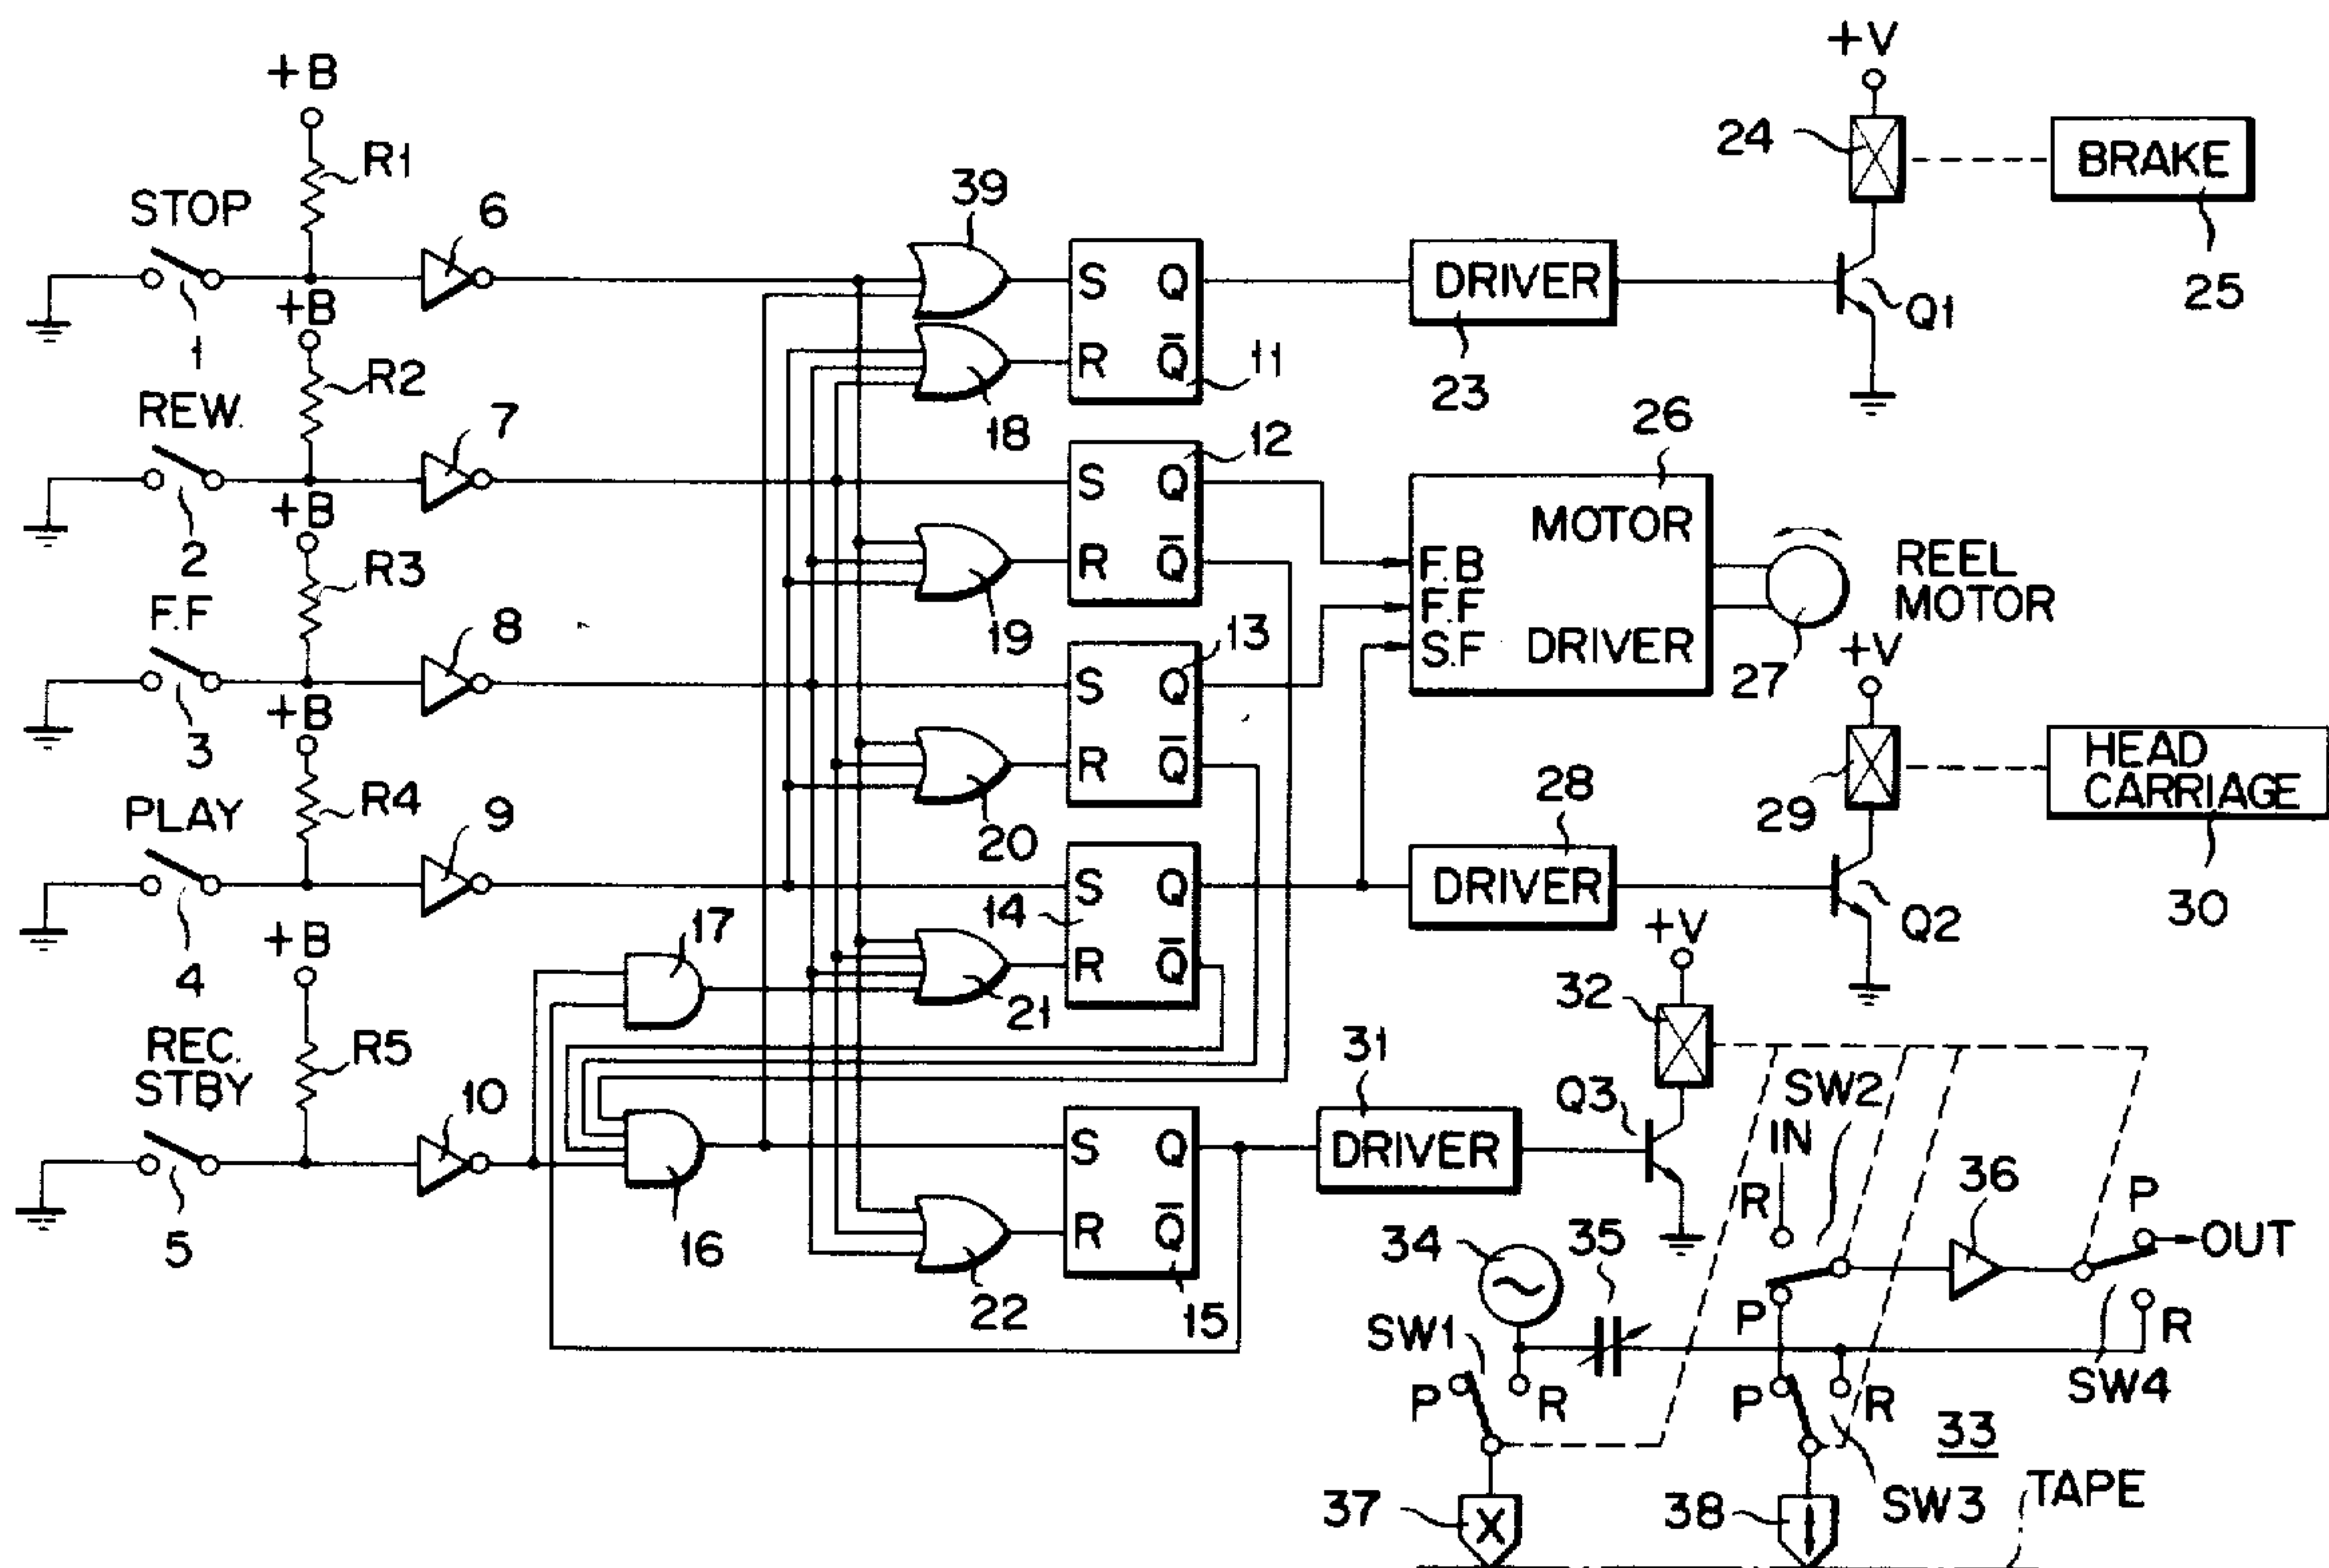 +V
+B
24
BRAKE
R1
39
STOP
6
S Q
DRIVER
Q1
25
+B
1
R Q̅
11
23
R2
REW.
7
18
12
26
S Q
MOTOR
+B
2
R3
R Q̅
F.B
REEL
MOTOR
F.F
8
19
13
F.F
S.F
DRIVER
27
+V
S Q
+B
3
R Q̅
HEAD
CARRIAGE
R4
28
29
PLAY
9
20
14
S Q
DRIVER
Q2
30
+B
17
+V
4
R Q̅
32
21
REC.
STBY
R5
31
SW2
10
Q3
IN
S Q
DRIVER
R
36
P
5
16
34
35
OUT
R Q̅
22
15
SW1
P
R
SW4
P
R
P
R
33
37
X
38
SW3
TAPE